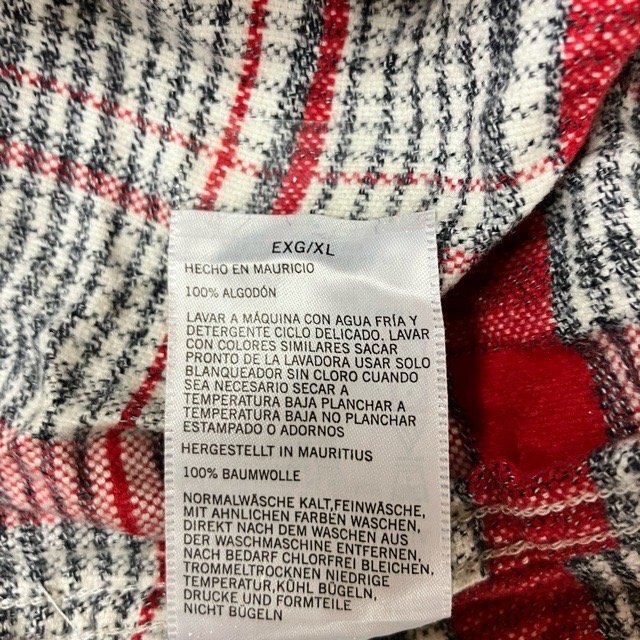 EXG/XL
HECHO EN MAURICIO
100% ALGODÓN
LAVAR A MÁQUINA CON AGUA FRÍA Y
DETERGENTE CICLO DELICADO. LAVAR
CON COLORES SIMILARES SACAR
PRONTO DE LA LAVADORA USAR SOLO
BLANQUEADOR SIN CLORO CUANDO
SEA NECESARIO SECAR A
TEMPERATURA BAJA PLANCHAR A
TEMPERATURA BAJA NO PLANCHAR
ESTAMPADO O ADORNOS
HERGESTELLT IN MAURITIUS
100% BAUMWOLLE
NORMALWÄSCHE KALT,FEINWÄSCHE,
MIT AHNLICHEN FARBEN WASCHEN,
DIREKT NACH DEM WASCHEN AUS
DER WASCHMASCHINE ENTFERNEN,
NACH BEDARF CHLORFREI BLEICHEN,
TROMMELTROCKNEN NIEDRIGE
TEMPERATUR,KÜHL BÜGELN,
DRUCKE UND FORMTEILE
NICHT BÜGELN